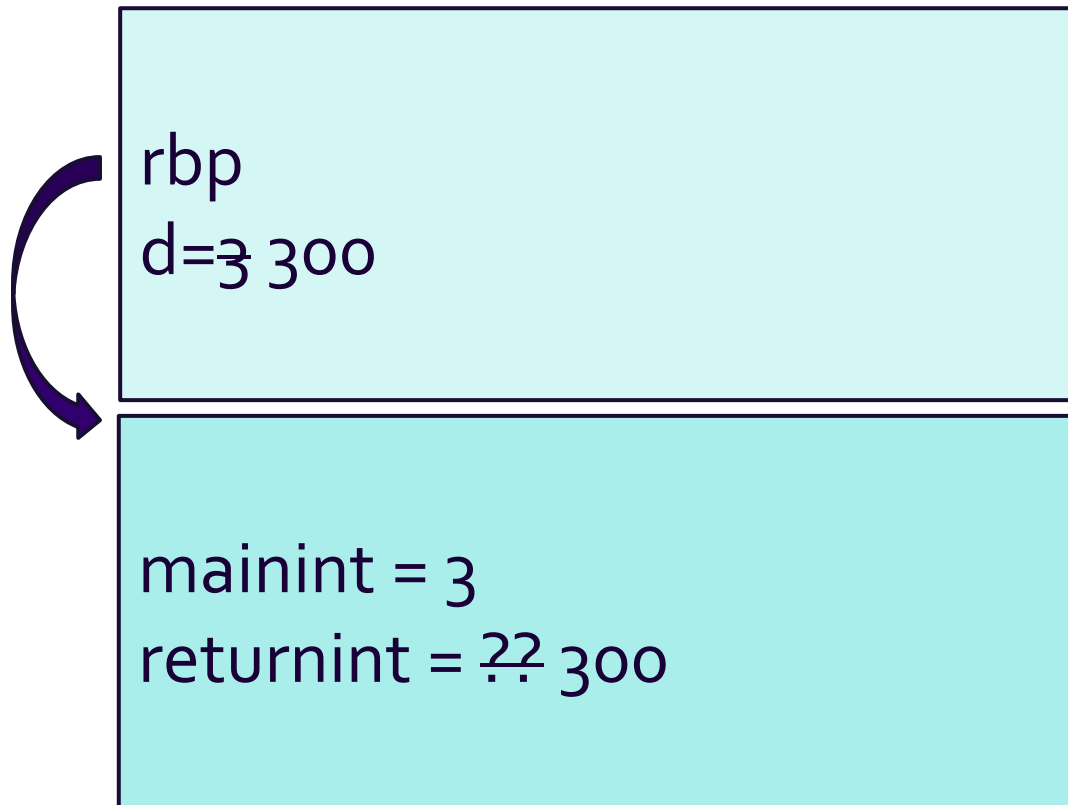 rbp
d=3 300
mainint = 3
returnint = ?? 300